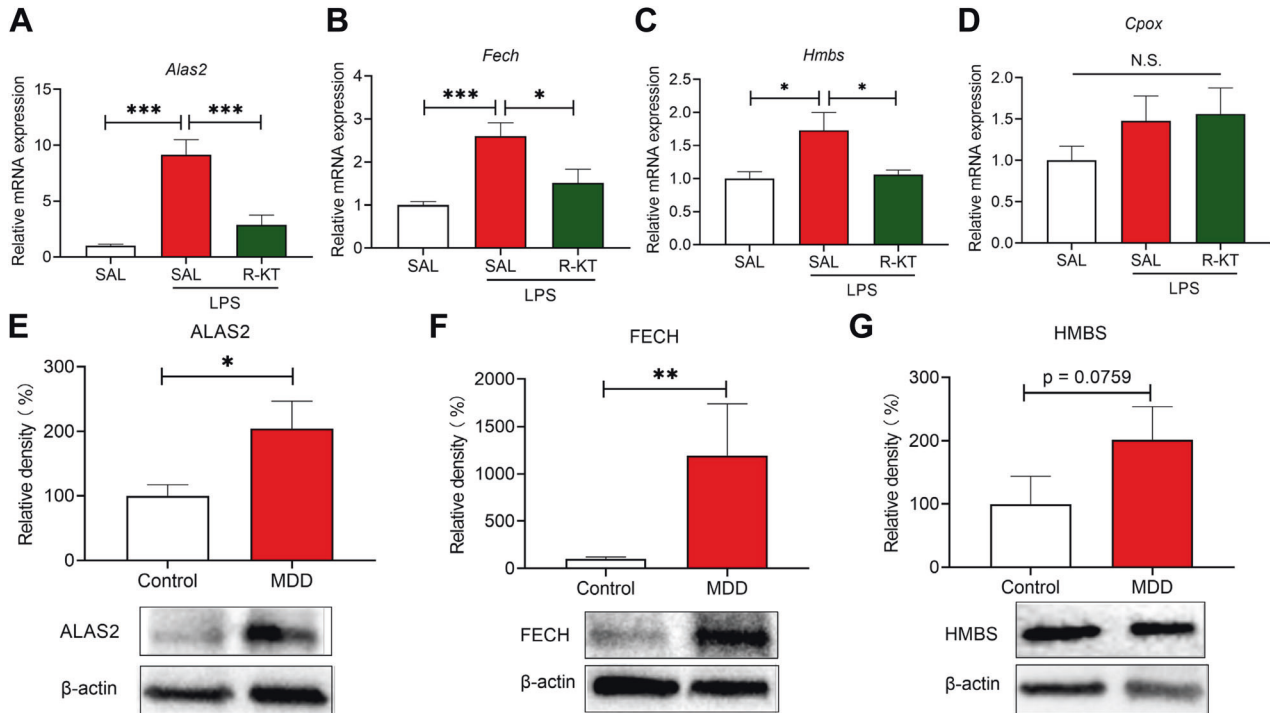 A
Alas2
Relative mRNA expression
15
10
5
0
***
***
SAL
SAL
R-KT
LPS
B
Fech
Relative mRNA expression
4
3
2
1
0
***
*
SAL
SAL
R-KT
LPS
C
Hmbs
Relative mRNA expression
2.5
2.0
1.5
1.0
0.5
0.0
*
*
SAL
SAL
R-KT
LPS
D
Cpox
Relative mRNA expression
2.0
1.5
1.0
0.5
0.0
N.S.
SAL
SAL
R-KT
LPS
E
ALAS2
Relative density (%)
300
200
100
0
*
Control
MDD
ALAS2
β-actin
F
FECH
Relative density (%)
2000
1500
1000
500
0
**
Control
MDD
FECH
β-actin
G
HMBS
Relative density (%)
300
200
100
0
p = 0.0759
Control
MDD
HMBS
β-actin